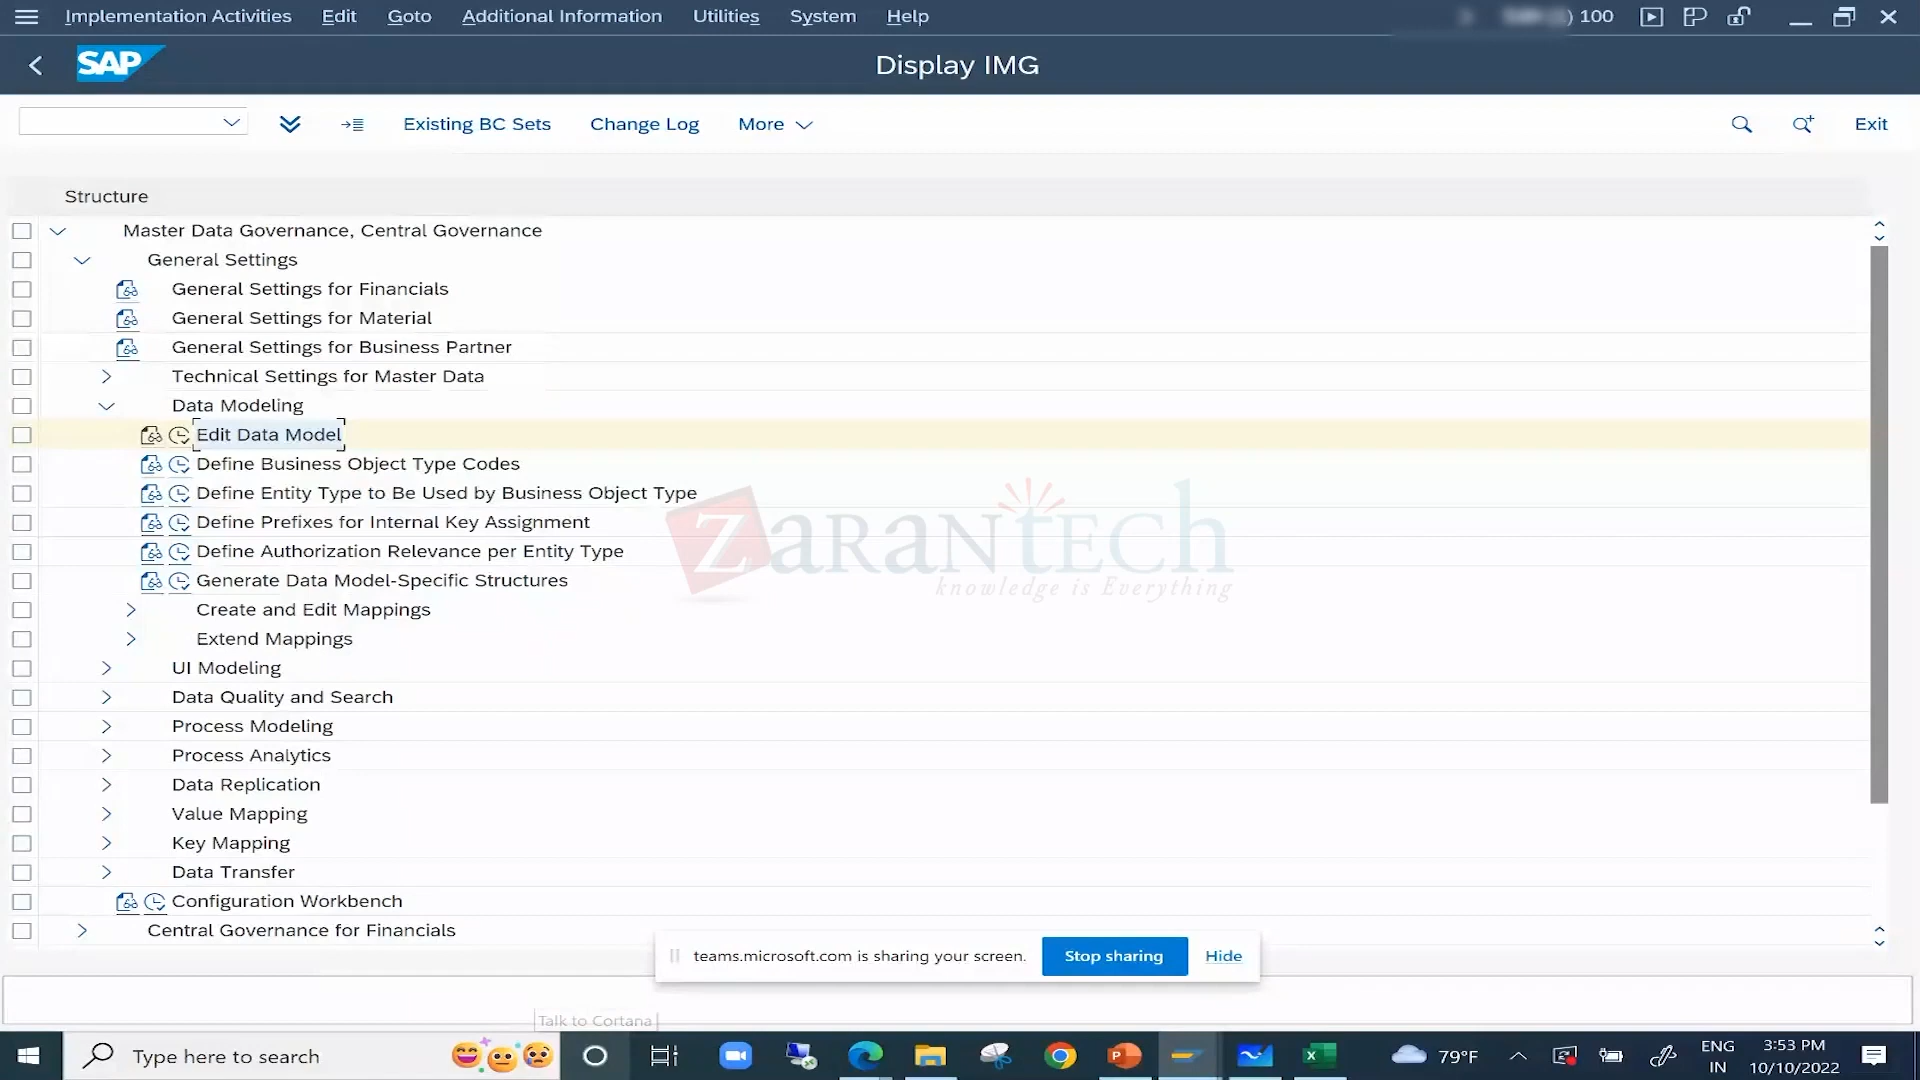 Implementation Activities Edit Goto Additional Information Utilities System Help 100
SAP Display IMG
Existing BC Sets Change Log More Exit
Structure
Master Data Governance, Central Governance
General Settings
General Settings for Financials
General Settings for Material
General Settings for Business Partner
Technical Settings for Master Data
Data Modeling
Edit Data Model
Define Business Object Type Codes
Define Entity Type to Be Used by Business Object Type
Define Prefixes for Internal Key Assignment
Define Authorization Relevance per Entity Type
Generate Data Model-Specific Structures
Create and Edit Mappings
Extend Mappings
UI Modeling
Data Quality and Search
Process Modeling
Process Analytics
Data Replication
Value Mapping
Key Mapping
Data Transfer
Configuration Workbench
Central Governance for Financials
ZaranTech
knowledge is Everything
teams.microsoft.com is sharing your screen. Stop sharing Hide
Talk to Cortana
Type here to search 79°F ENG 3:53 PM
IN 10/10/2022